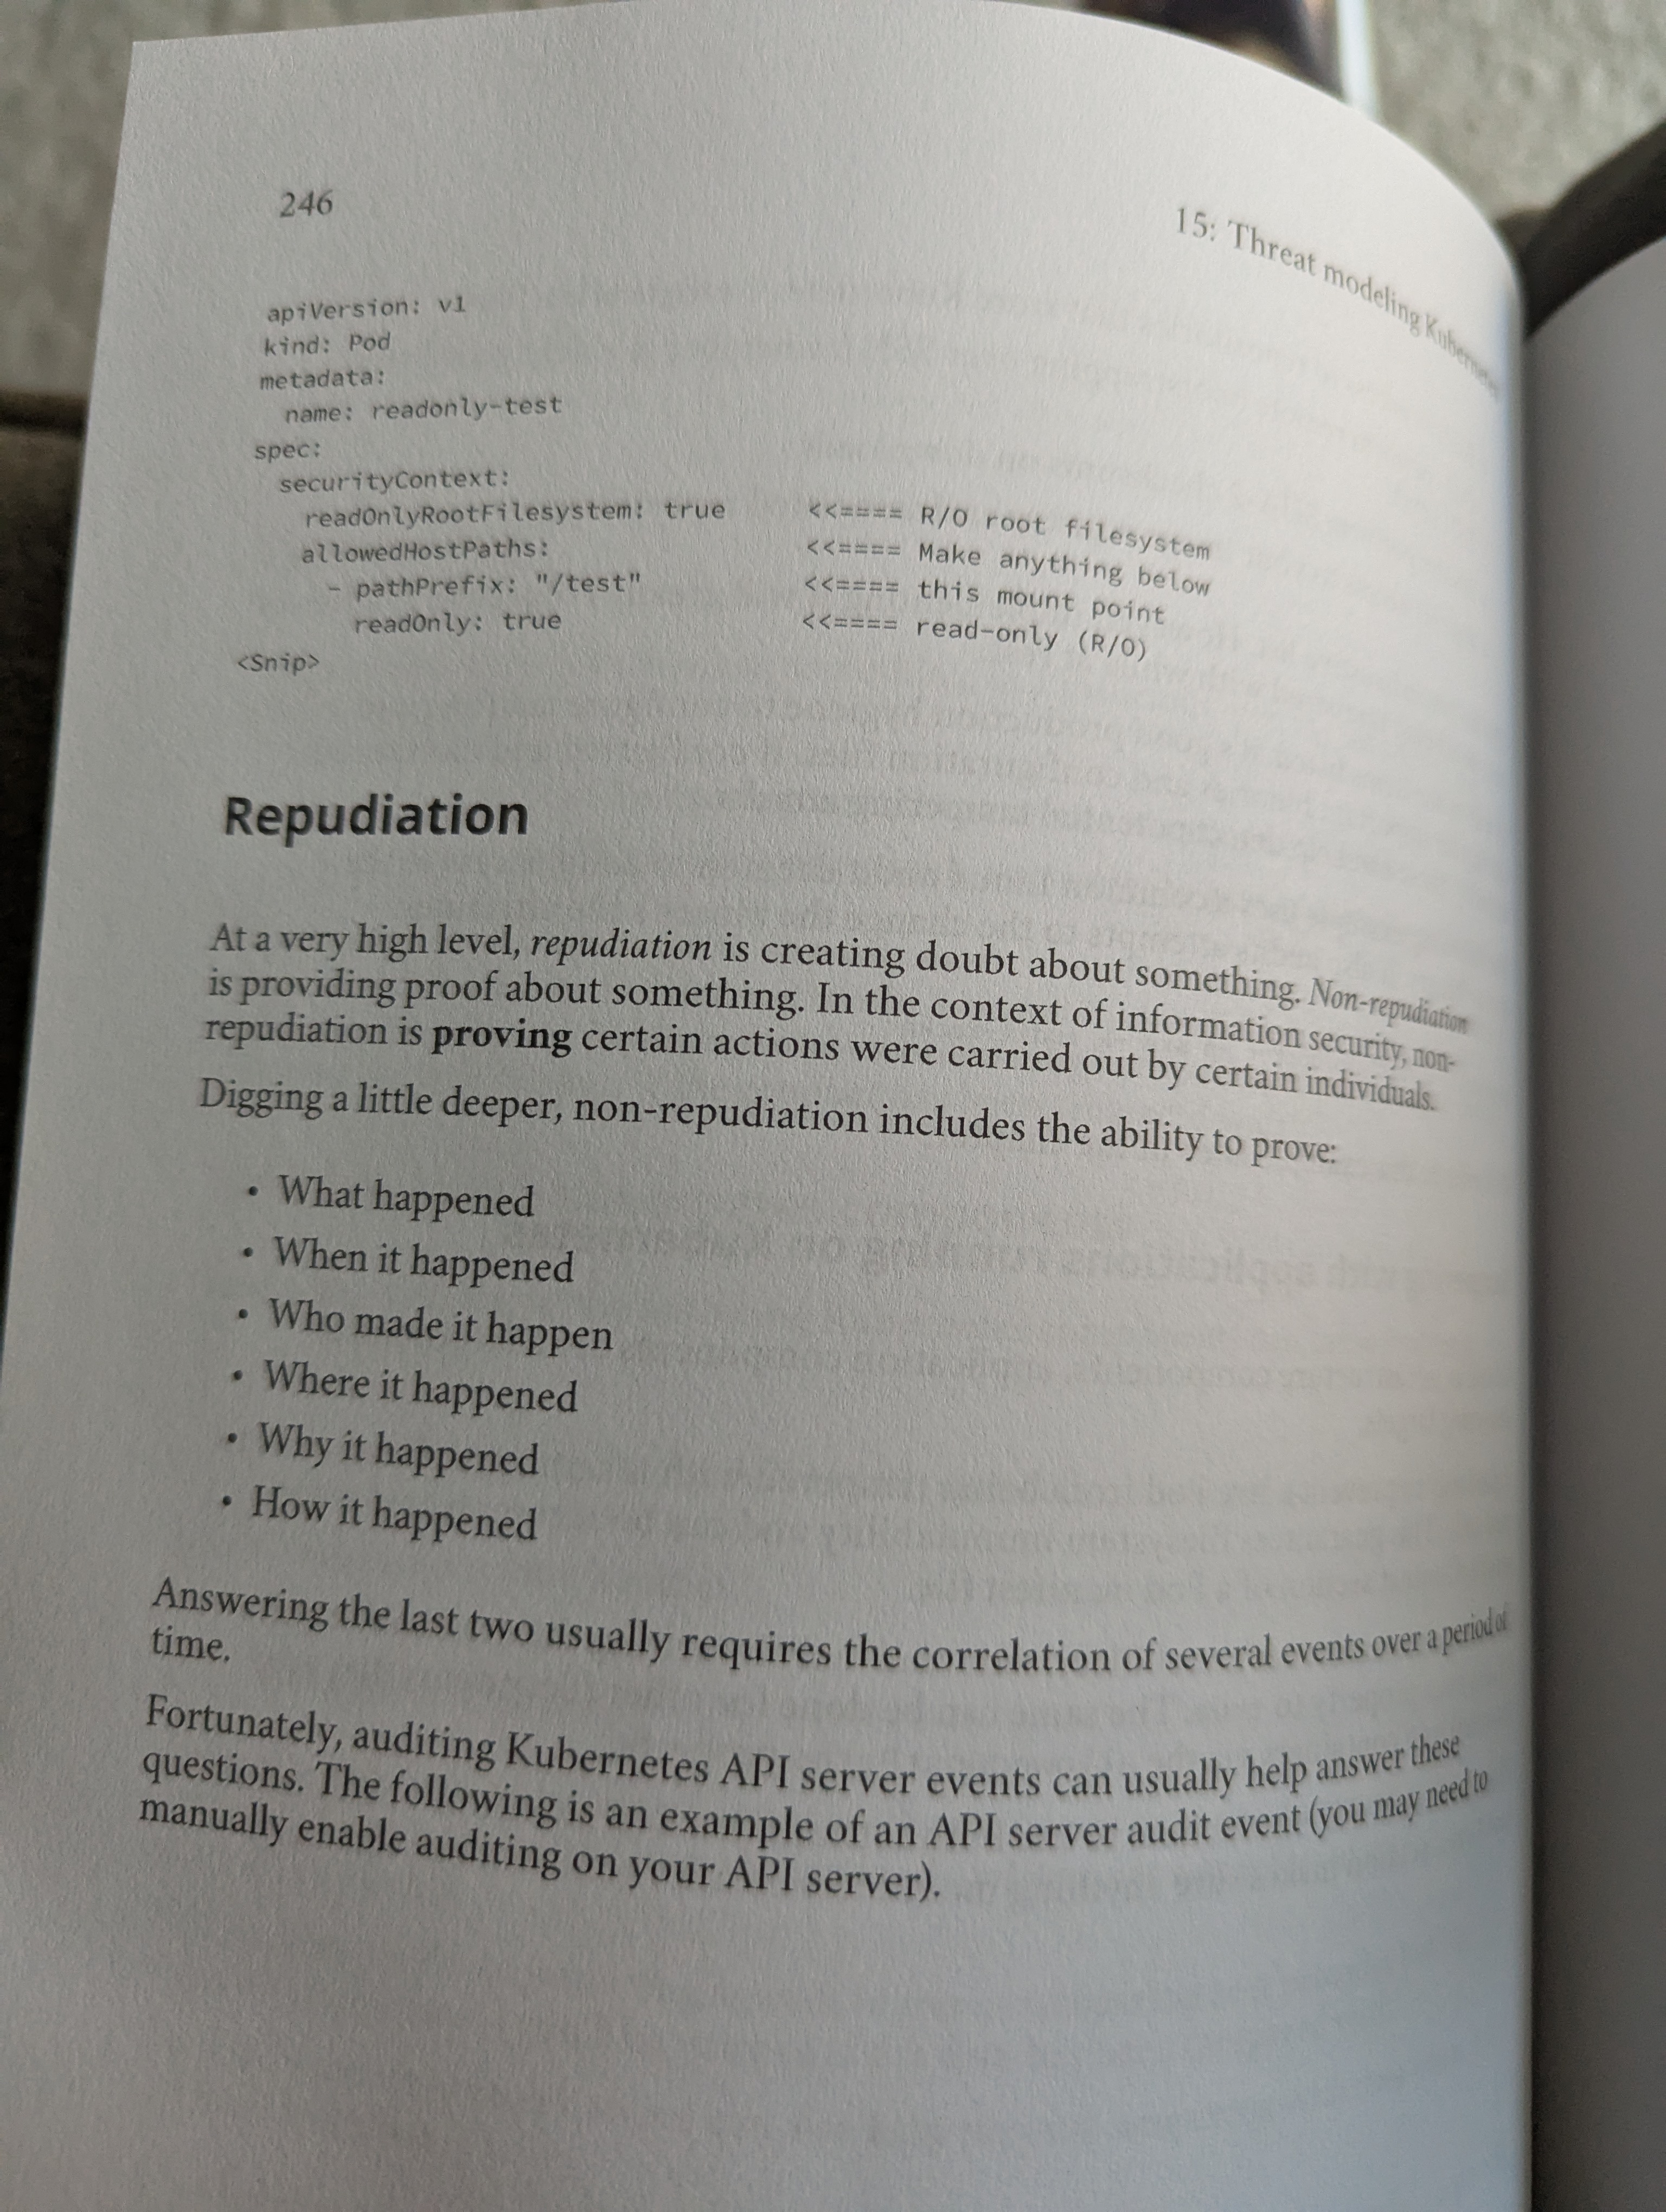 246
15: Threat modeling Kubernetes
apiVersion: v1
kind: Pod
metadata:
  name: readonly-test
spec:
  securityContext:
    readOnlyRootFilesystem: true     <<==== R/O root filesystem
    allowedHostPaths:                <<==== Make anything below
      - pathPrefix: "/test"          <<==== this mount point
        readOnly: true               <<==== read-only (R/O)
<Snip>
Repudiation
At a very high level, repudiation is creating doubt about something. Non-repudiation
is providing proof about something. In the context of information security, non-
repudiation is proving certain actions were carried out by certain individuals.
Digging a little deeper, non-repudiation includes the ability to prove:
• What happened
• When it happened
• Who made it happen
• Where it happened
• Why it happened
• How it happened
Answering the last two usually requires the correlation of several events over a period of
time.
Fortunately, auditing Kubernetes API server events can usually help answer these
questions. The following is an example of an API server audit event (you may need to
manually enable auditing on your API server).